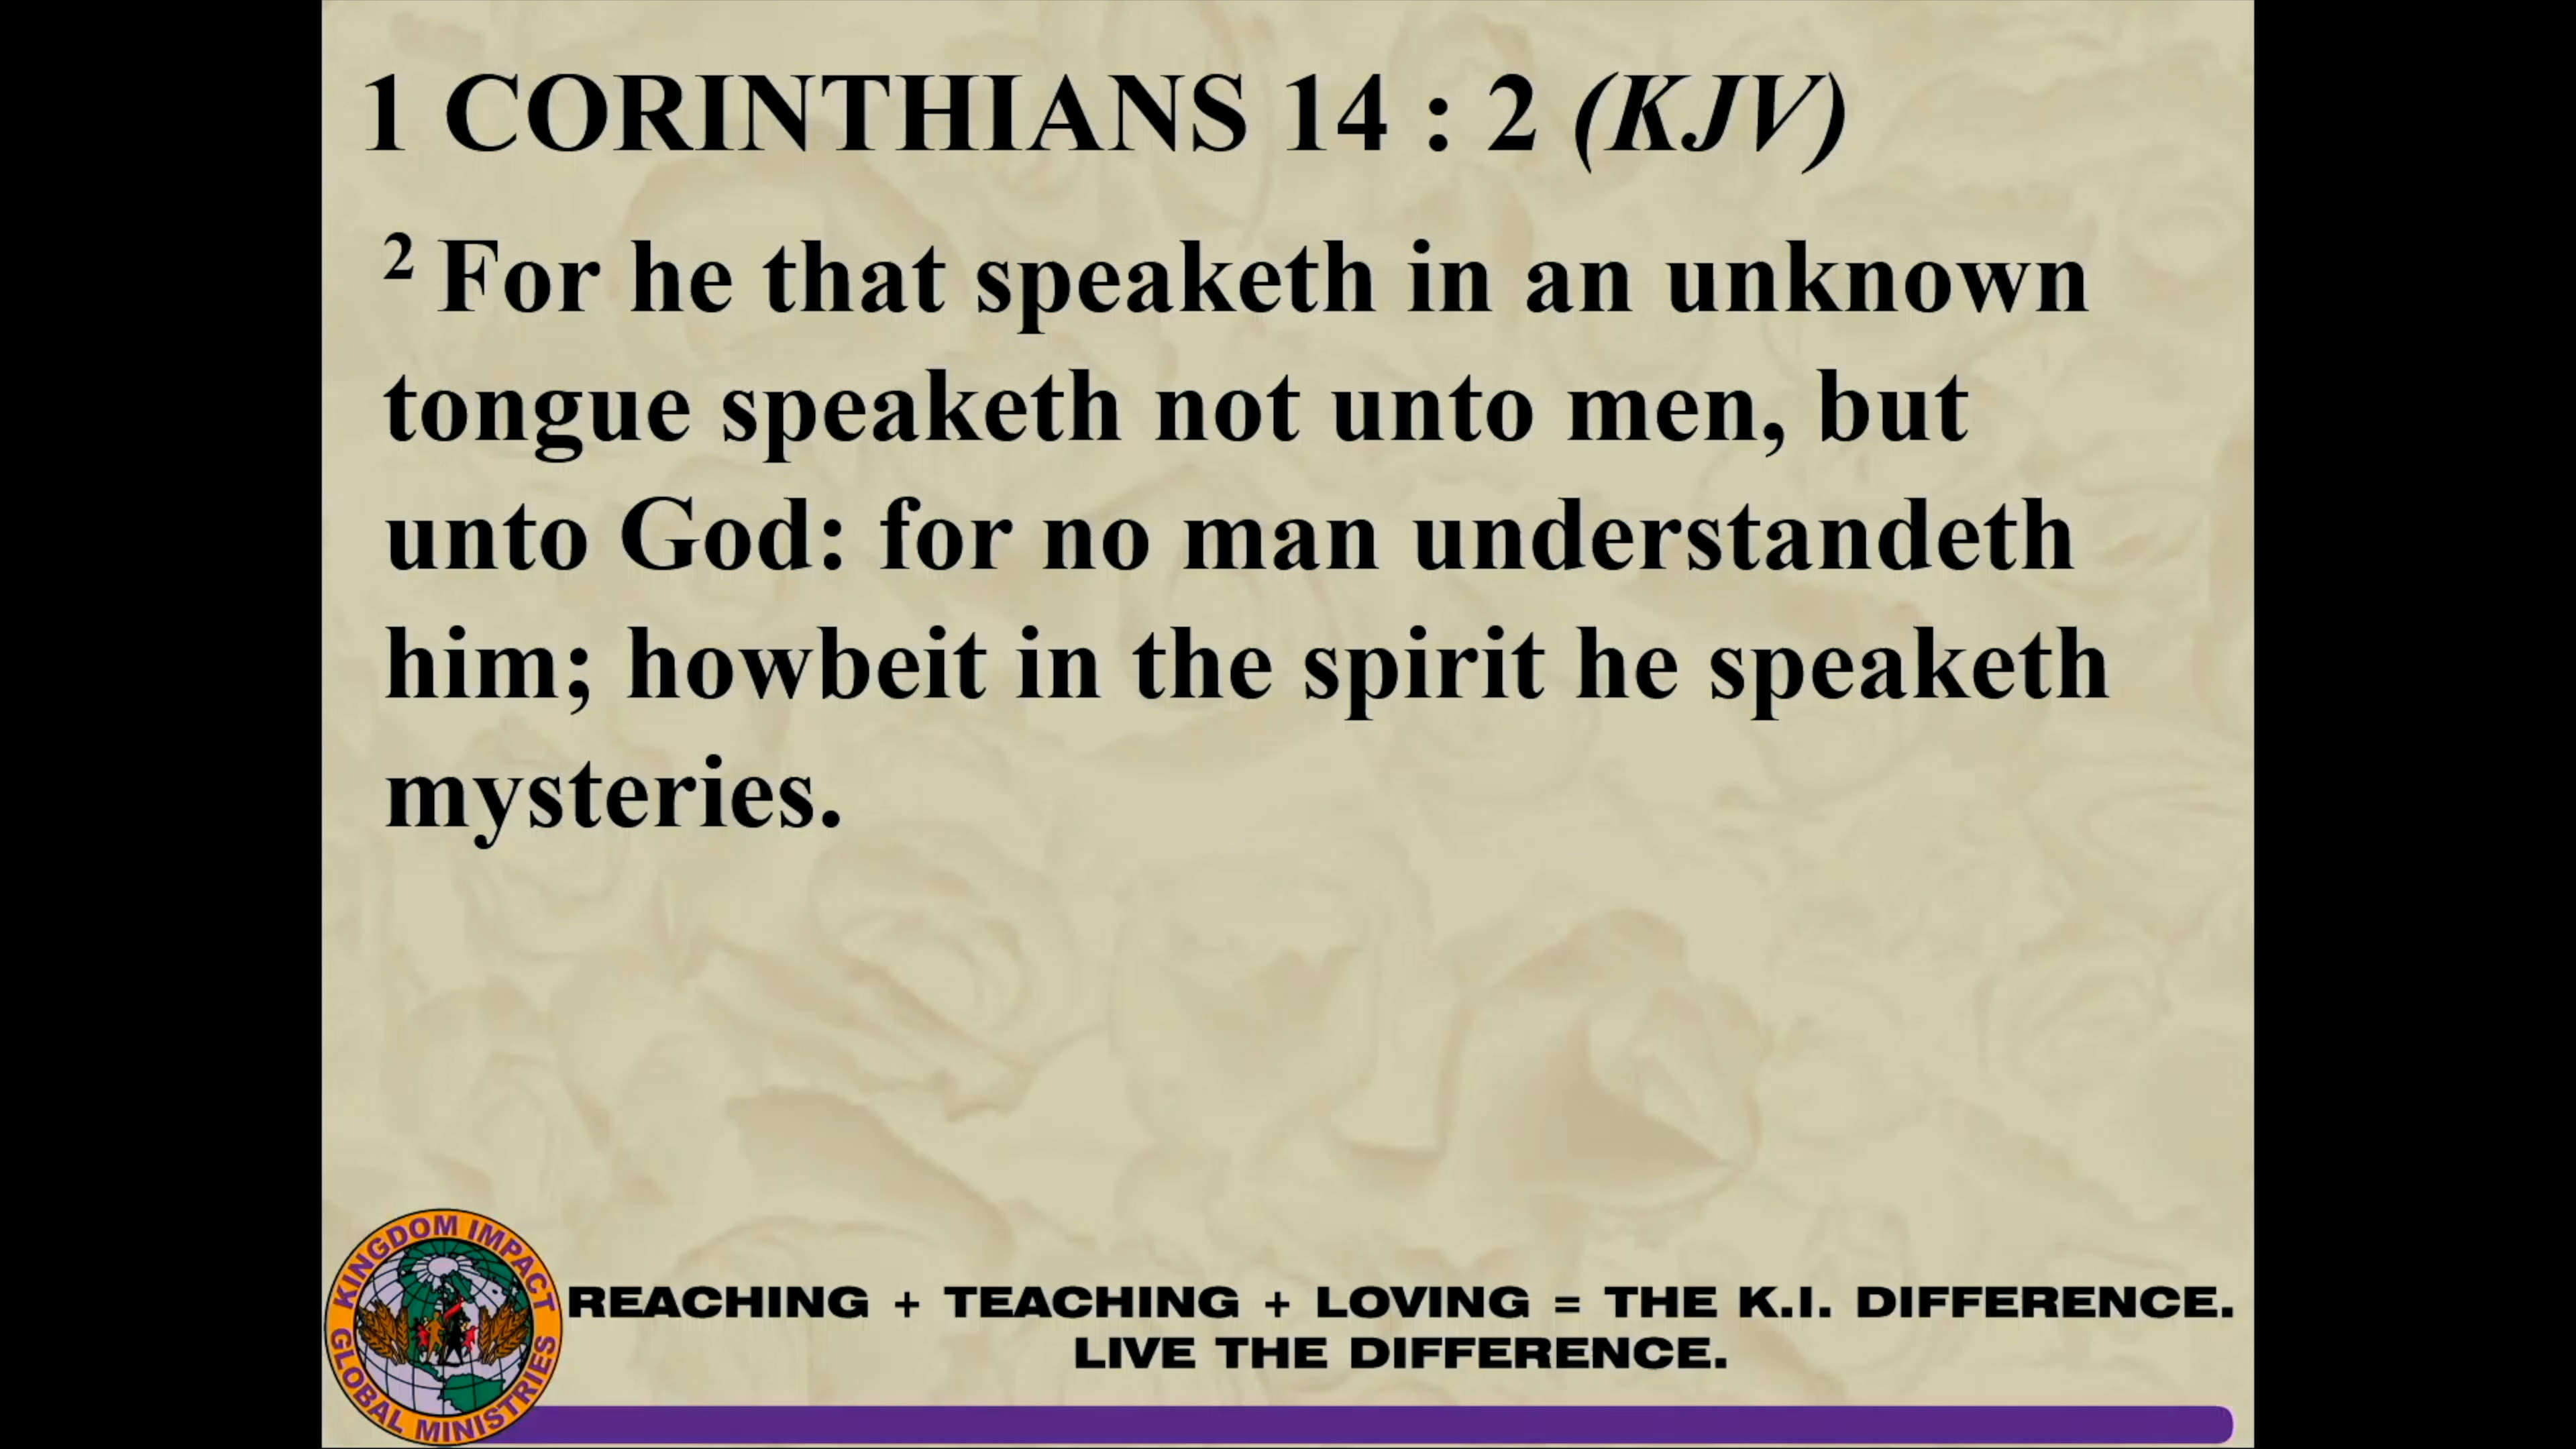 1 CORINTHIANS 14 : 2 (KJV)
2 For he that speaketh in an unknown
tongue speaketh not unto men, but
unto God: for no man understandeth
him; howbeit in the spirit he speaketh
mysteries.
KINGDOM IMPACT
GLOBAL MINISTRIES
REACHING + TEACHING + LOVING = THE K.I. DIFFERENCE.
LIVE THE DIFFERENCE.